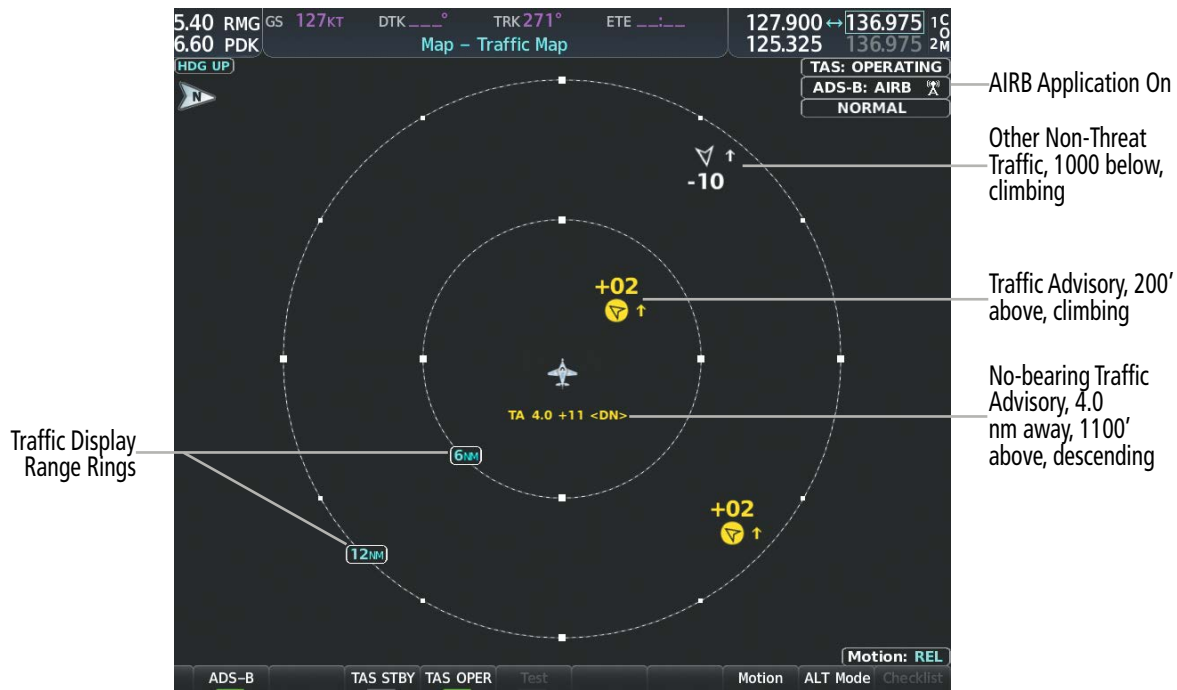 5.40 RMG GS 127KT DTK ___° TRK 271° ETE __:__ 127.900 ↔ 136.975 1 C
6.60 PDK Map – Traffic Map 125.325 136.975 2 O M
HDG UP
N
TAS: OPERATING
ADS-B: AIRB
NORMAL
AIRB Application On
Other Non-Threat
Traffic, 1000 below,
climbing
↑
-10
+02
↑
Traffic Advisory, 200'
above, climbing
TA 4.0 +11 <DN>
No-bearing Traffic
Advisory, 4.0
nm away, 1100'
above, descending
Traffic Display
Range Rings
6NM
+02
↑
12NM
Motion: REL
ADS–B TAS STBY TAS OPER Test Motion ALT Mode Checklist